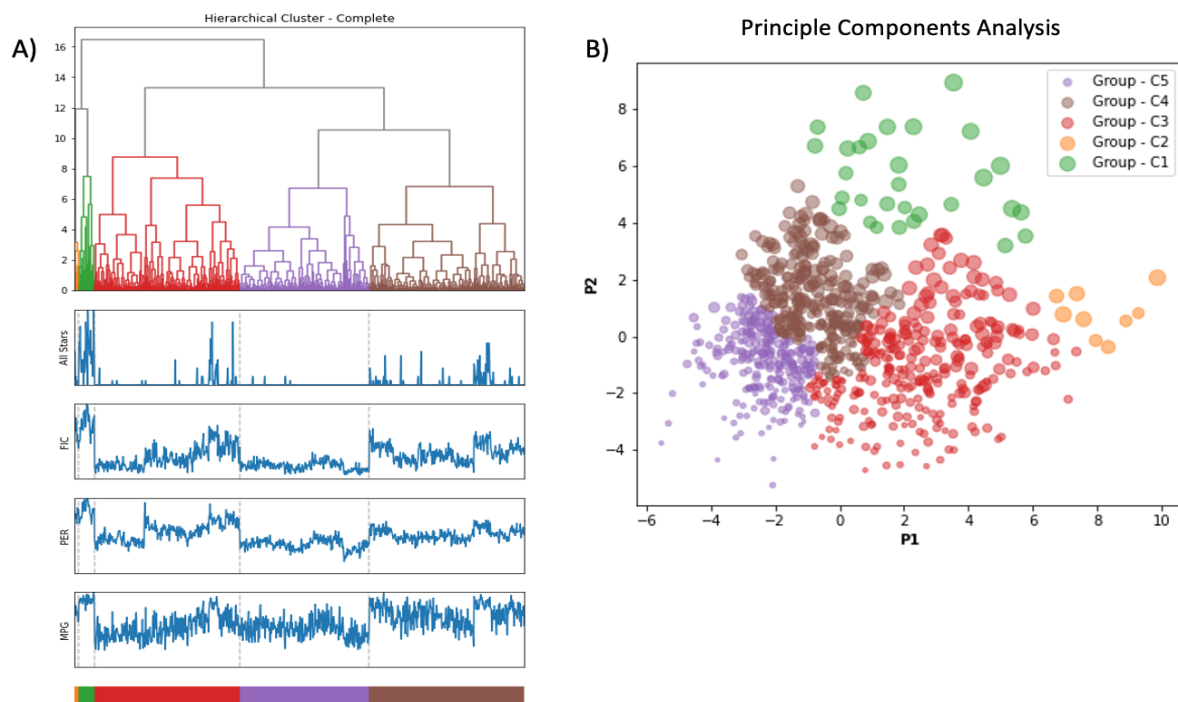 A)
Hierarchical Cluster - Complete
16
14
12
10
8
6
4
2
0
All Stars
FIC
PER
MPG
B)
Principle Components Analysis
Group - C5
Group - C4
Group - C3
Group - C2
Group - C1
8
6
4
2
0
−2
−4
P2
−6 −4 −2 0 2 4 6 8 10
P1